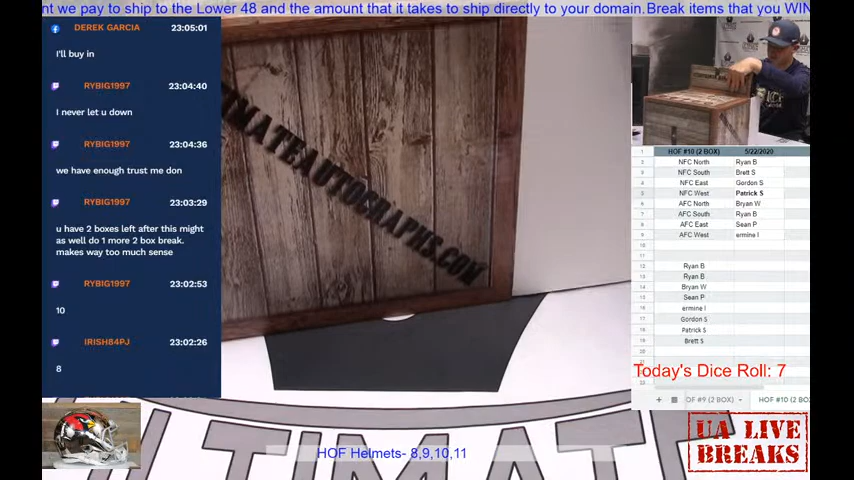 nt we pay to ship to the Lower 48 and the amount that it takes to ship directly to your domain.Break items that you WIN
DEREK GARCIA 23:05:01
I'll buy in
RYBIG1997 23:04:40
I never let u down
RYBIG1997 23:04:36
we have enough trust me don
RYBIG1997 23:03:29
u have 2 boxes left after this might
as well do 1 more 2 box break.
makes way too much sense
RYBIG1997 23:02:53
10
IRISH84PJ 23:02:26
8
IMATEAUTOGRAPHS.COM
ULTIMATE
HOF Helmets- 8,9,10,11
1 HOF #10 (2 BOX) 5/22/2020
2 NFC North Ryan B
3 NFC South Brett S
4 NFC East Gordon S
5 NFC West Patrick S
6 AFC North Bryan W
7 AFC South Ryan B
8 AFC East Sean P
9 AFC West ermine I
10
11
12 Ryan B
13 Ryan B
14 Bryan W
15 Sean P
16 ermine I
17 Gordon S
18 Patrick S
19 Brett S
20
Today's Dice Roll: 7
OF #9 (2 BOX) HOF #10 (2 BO
UA LIVE
BREAKS